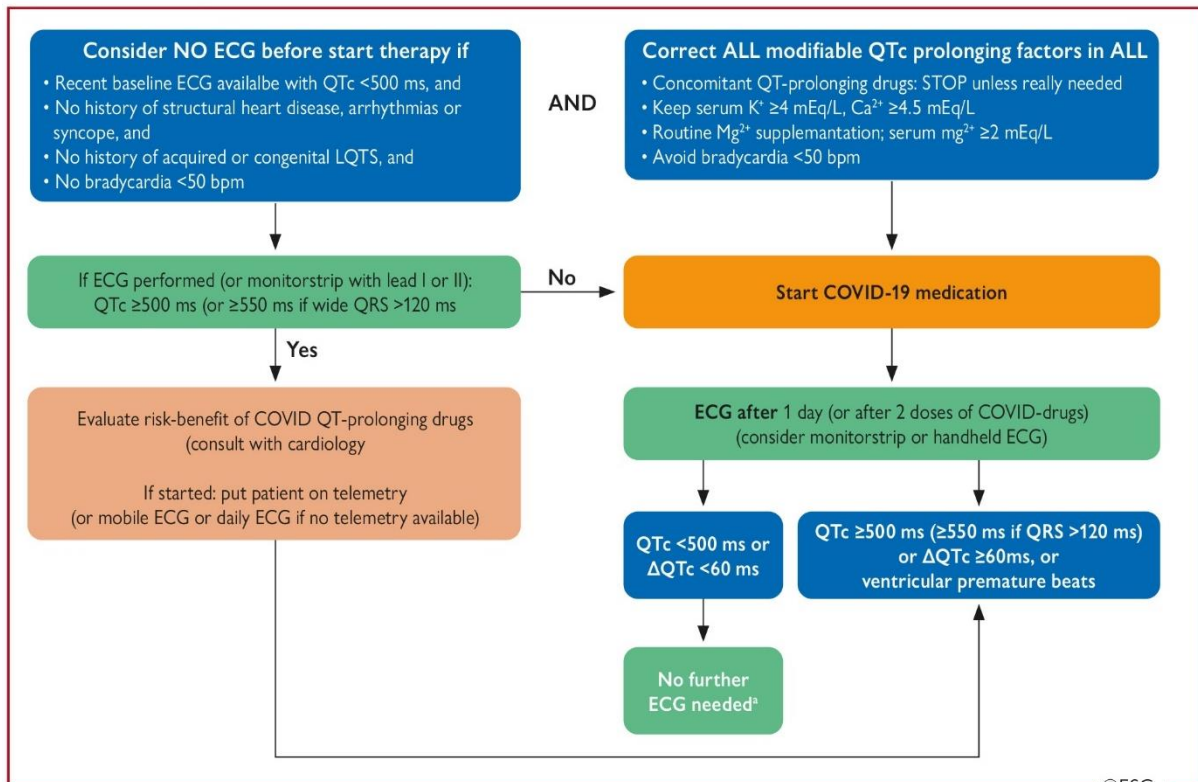 Consider NO ECG before start therapy if
• Recent baseline ECG availalbe with QTc <500 ms, and
• No history of structural heart disease, arrhythmias or
syncope, and
• No history of acquired or congenital LQTS, and
• No bradycardia <50 bpm
AND
Correct ALL modifiable QTc prolonging factors in ALL
• Concomitant QT-prolonging drugs: STOP unless really needed
• Keep serum K⁺ ≥4 mEq/L, Ca²⁺ ≥4.5 mEq/L
• Routine Mg²⁺ supplemantation; serum mg²⁺ ≥2 mEq/L
• Avoid bradycardia <50 bpm
If ECG performed (or monitorstrip with lead I or II):
QTc ≥500 ms (or ≥550 ms if wide QRS >120 ms
No
Start COVID-19 medication
Yes
Evaluate risk-benefit of COVID QT-prolonging drugs
(consult with cardiology
If started: put patient on telemetry
(or mobile ECG or daily ECG if no telemetry available)
ECG after 1 day (or after 2 doses of COVID-drugs)
(consider monitorstrip or handheld ECG)
QTc <500 ms or
ΔQTc <60 ms
QTc ≥500 ms (≥550 ms if QRS >120 ms)
or ΔQTc ≥60ms, or
ventricular premature beats
No further
ECG neededᵃ
©ESC